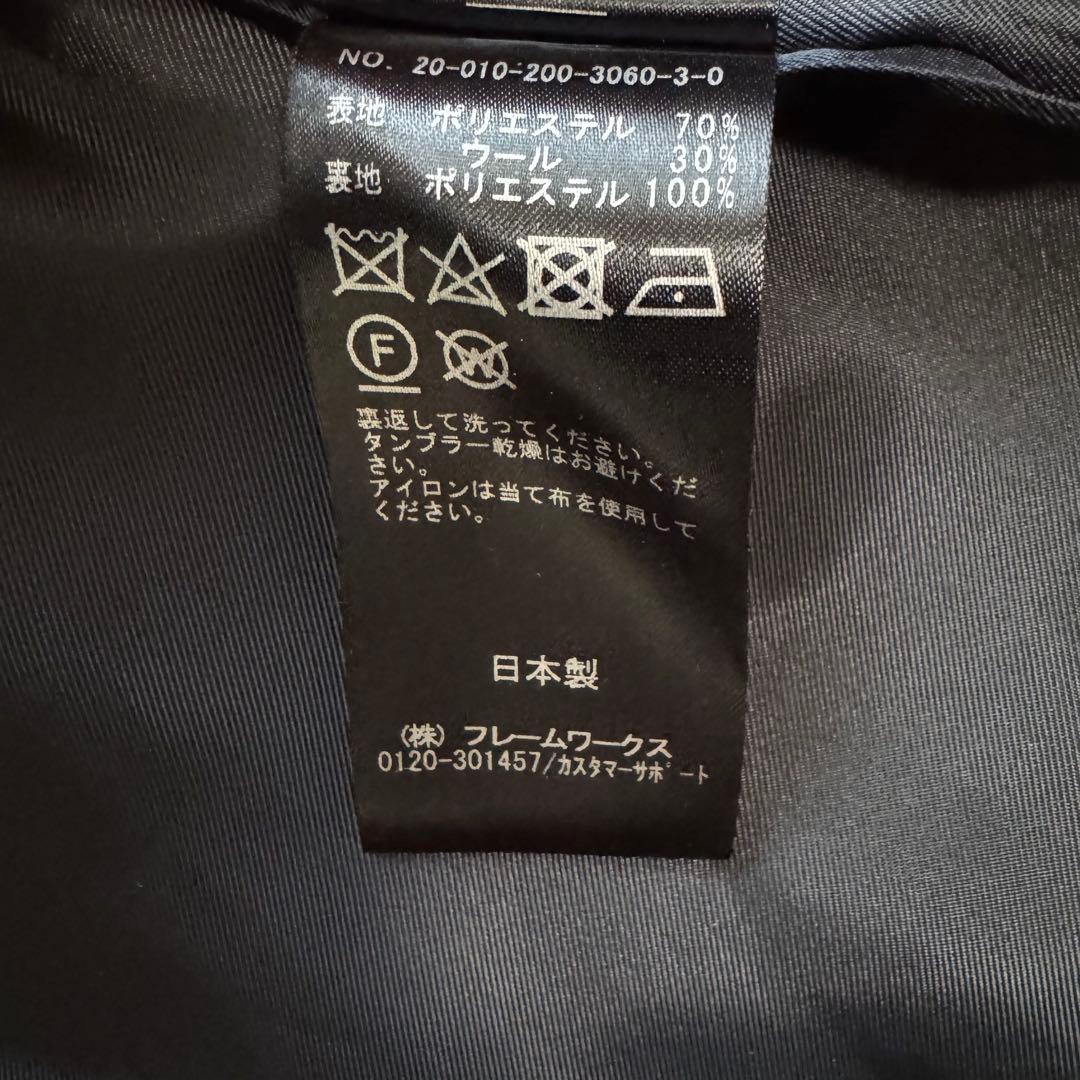 NO. 20-010-200-3060-3-0
表地 ポリエステル 70%
ウール 30%
裏地 ポリエステル 100%
F W
裏返して洗ってください。
タンブラー乾燥はお避けくだ
さい。
アイロンは当て布を使用して
ください。
日本製
(株) フレームワークス
0120-301457/カスタマーサポート